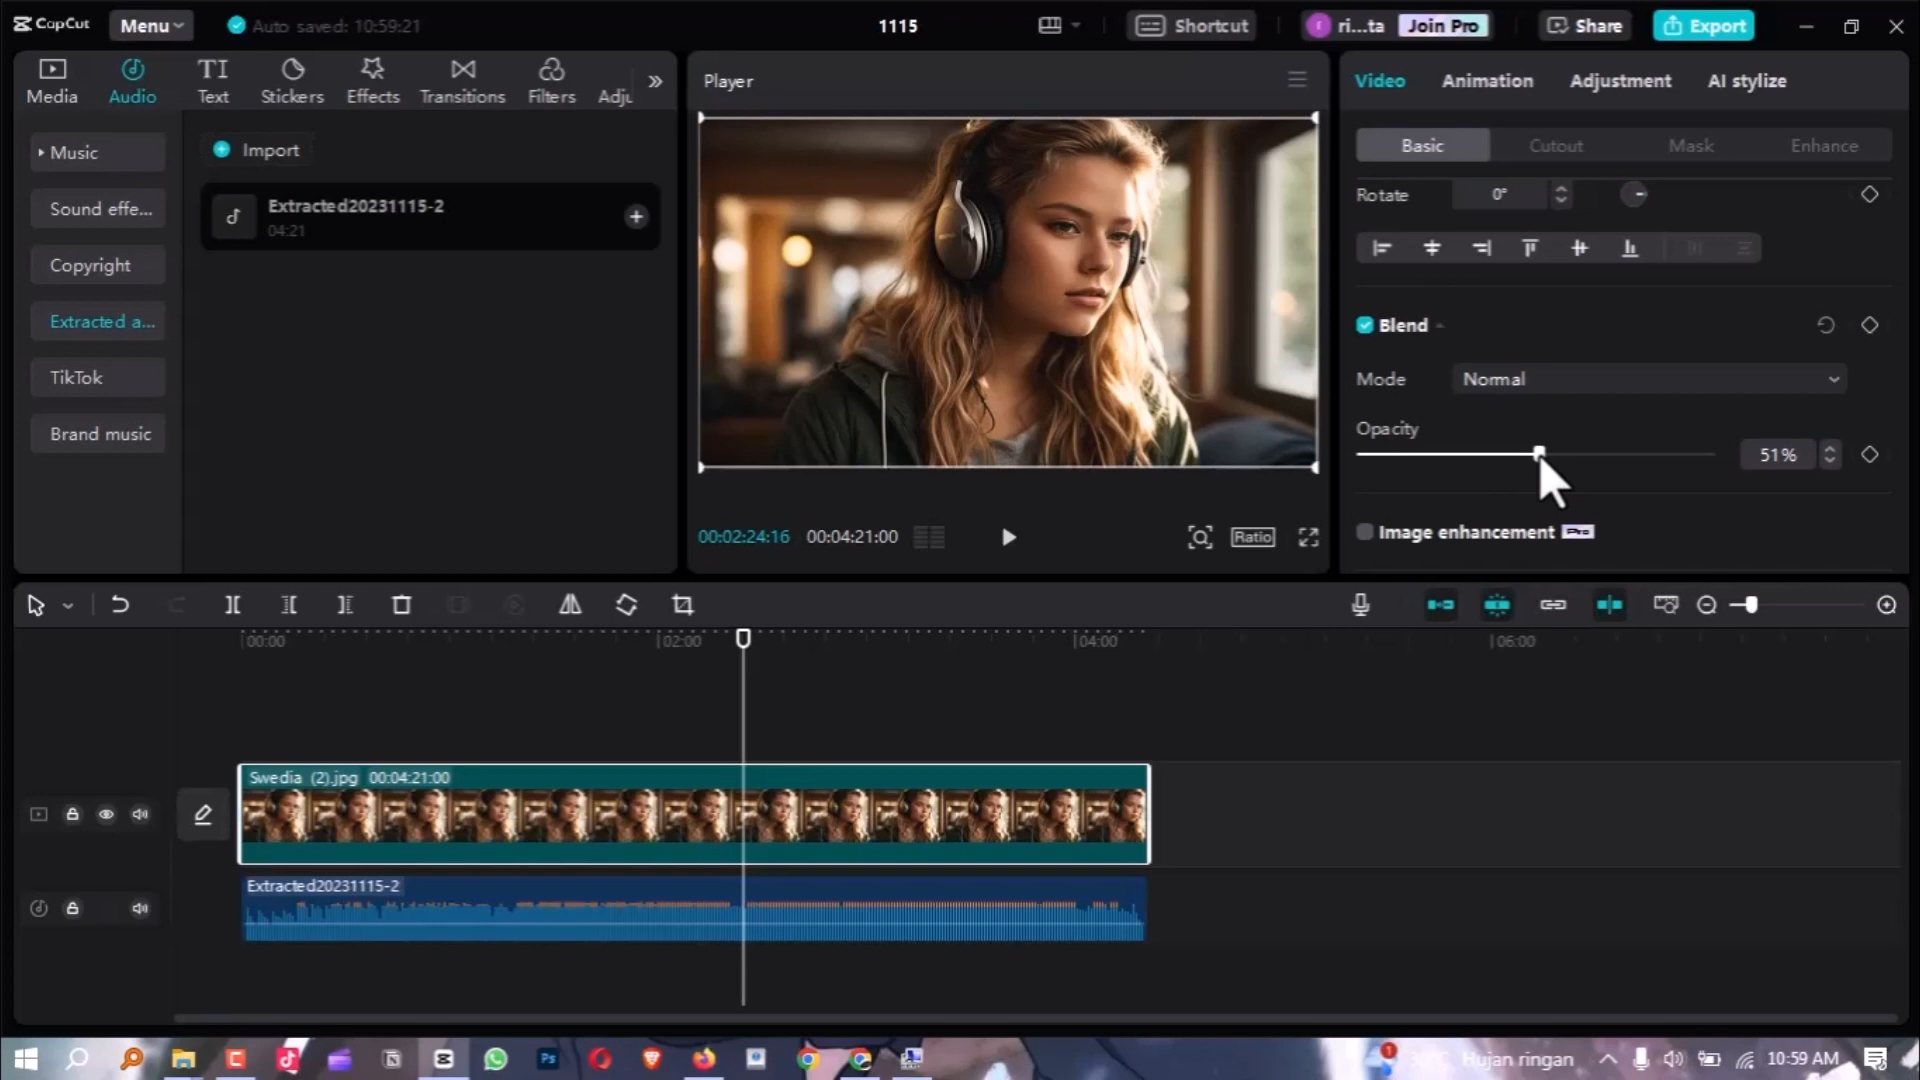 CapCut
Menu
Auto saved: 10:59:21
1115
Shortcut
ri...ta
Join Pro
Share
Export
Media
Audio
TI
Text
Stickers
Effects
Transitions
Filters
Adju
Music
Sound effe...
Copyright
Extracted a...
TikTok
Brand music
Import
Extracted20231115-2
04:21
Player
00:02:24:16
00:04:21:00
Ratio
Video
Animation
Adjustment
AI stylize
Basic
Cutout
Mask
Enhance
Rotate
0°
Blend
Mode
Normal
Opacity
51%
Image enhancement
Pro
00:00
02:00
04:00
06:00
Swedia (2).jpg 00:04:21:00
Extracted20231115-2
Ps
1
Hujan ringan
10:59 AM